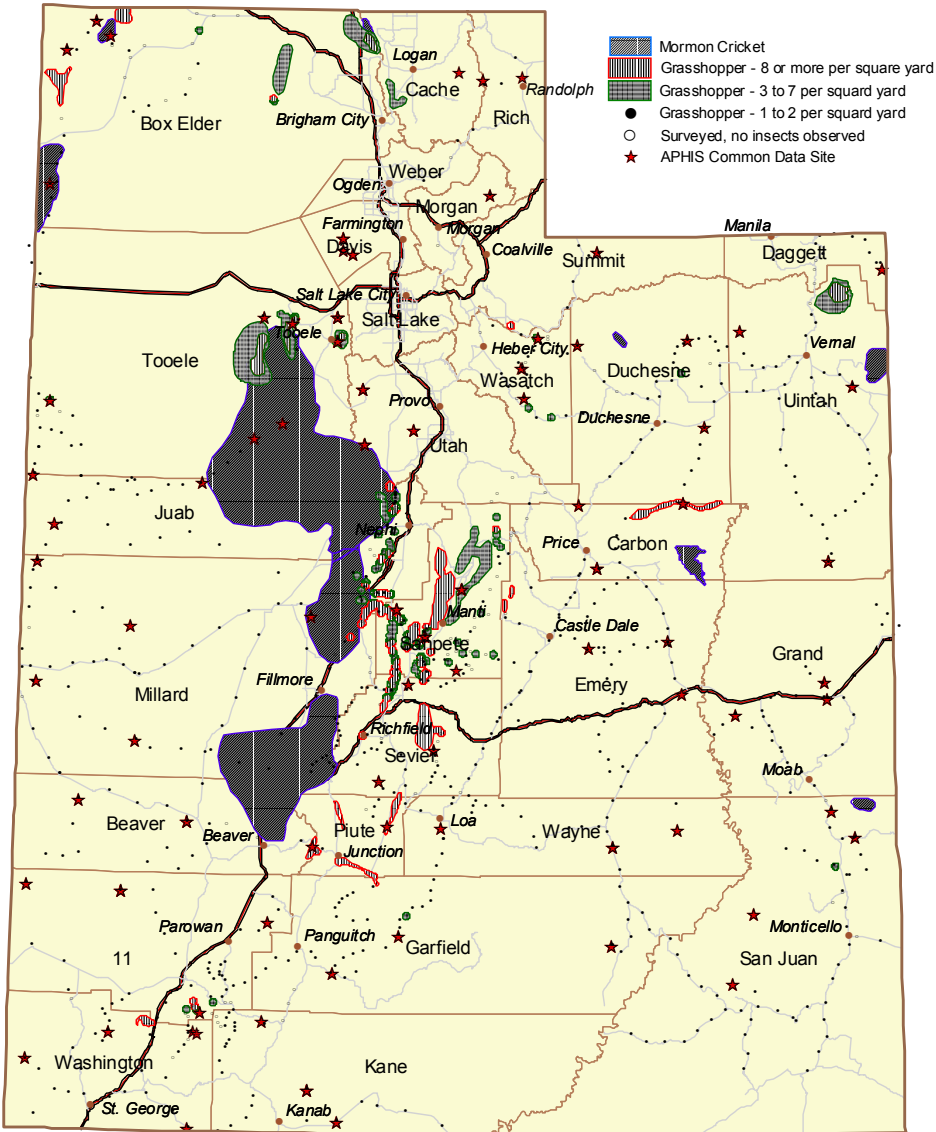 Mormon Cricket
Grasshopper - 8 or more per square yard
Grasshopper - 3 to 7 per square yard
Grasshopper - 1 to 2 per squard yard
Surveyed, no insects observed
APHIS Common Data Site
Logan
Cache
Randolph
Rich
Box Elder
Brigham City
Weber
Ogden
Morgan
Farmington
Morgan
Davis
Coalville
Manila
Summit
Daggett
Salt Lake City
Salt Lake
Tooele
Tooele
Heber City
Vernal
Wasatch
Duchesne
Uintah
Provo
Duchesne
Utah
Juab
Nephi
Price
Carbon
Manti
Castle Dale
Sanpete
Grand
Fillmore
Emery
Millard
Richfield
Sevier
Moab
Beaver
Beaver
Piute
Loa
Wayne
Junction
Parowan
Panguitch
Garfield
Monticello
11
San Juan
Washington
Kane
St. George
Kanab